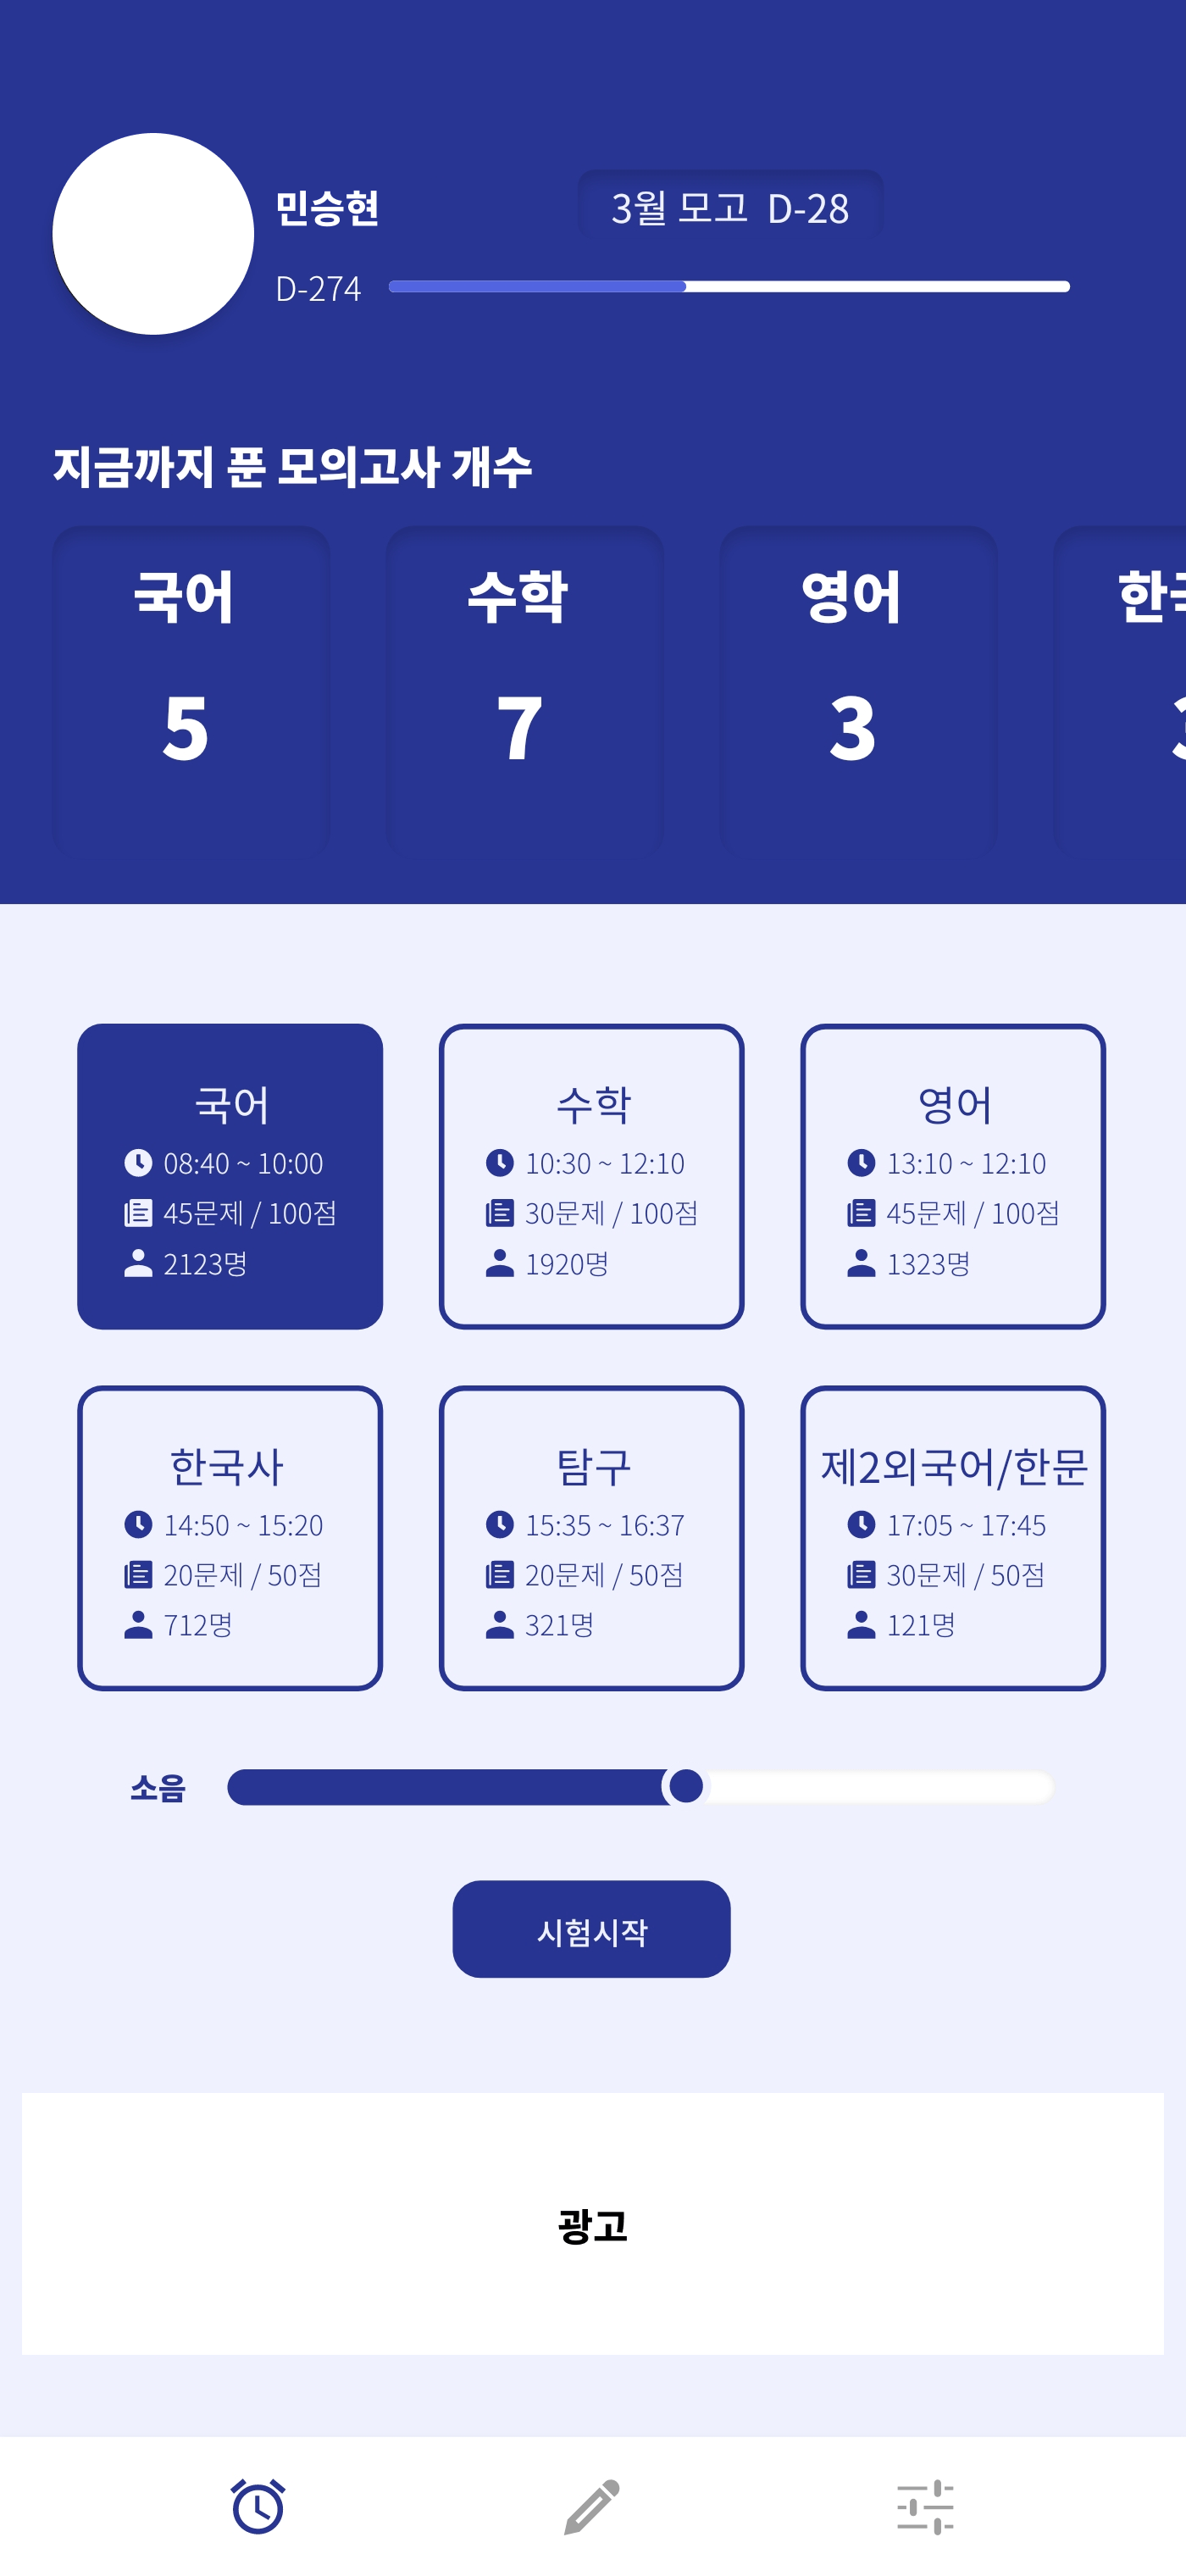 민승현
3월 모고 D-28
D-274
지금까지 푼 모의고사 개수
국어
수학
영어
5
7
3
국어
08:40 ~ 10:00
45문제 / 100점
2123명
수학
10:30 ~ 12:10
30문제 / 100점
1920명
영어
13:10 ~ 12:10
45문제 / 100점
1323명
한국사
14:50 ~ 15:20
20문제 / 50점
712명
탐구
15:35 ~ 16:37
20문제 / 50점
321명
제2외국어/한문
17:05 ~ 17:45
30문제 / 50점
121명
소음
시험시작
광고